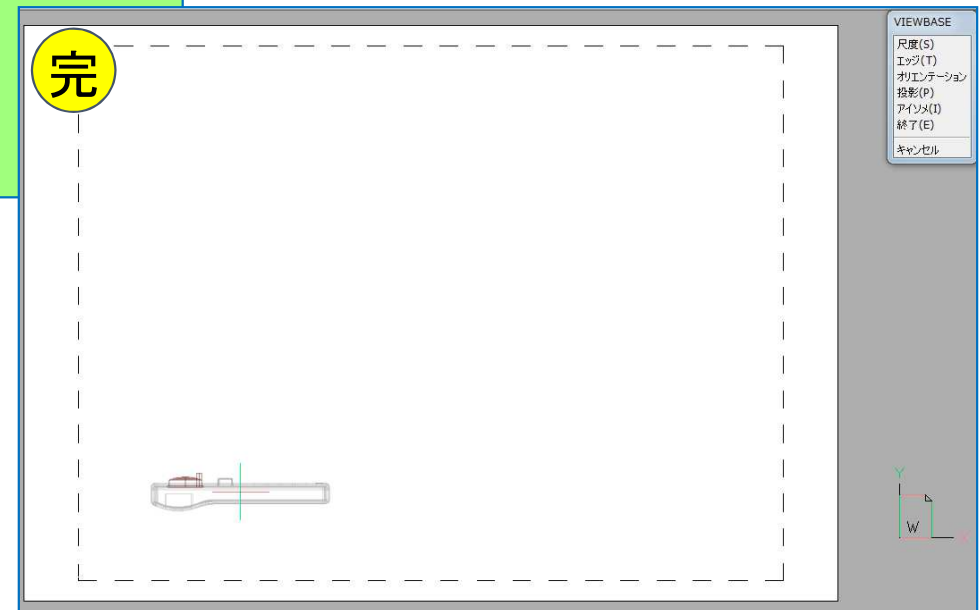 完
VIEWBASE
尺度(S)
エッジ(T)
オリエンテーション
投影(P)
アイソメ(I)
終了(E)
キャンセル
Y
W
X